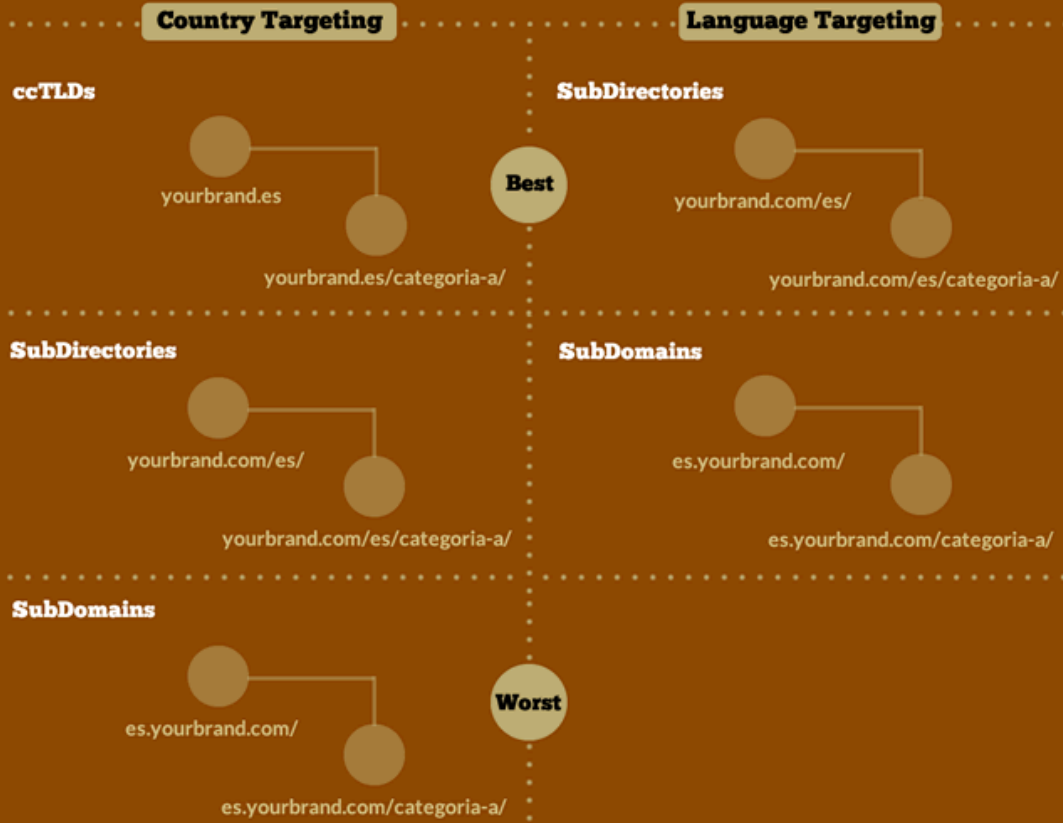 Country Targeting
Language Targeting
ccTLDs
yourbrand.es
yourbrand.es/categoria-a/
Best
SubDirectories
yourbrand.com/es/
yourbrand.com/es/categoria-a/
SubDirectories
yourbrand.com/es/
yourbrand.com/es/categoria-a/
SubDomains
es.yourbrand.com/
es.yourbrand.com/categoria-a/
SubDomains
es.yourbrand.com/
es.yourbrand.com/categoria-a/
Worst